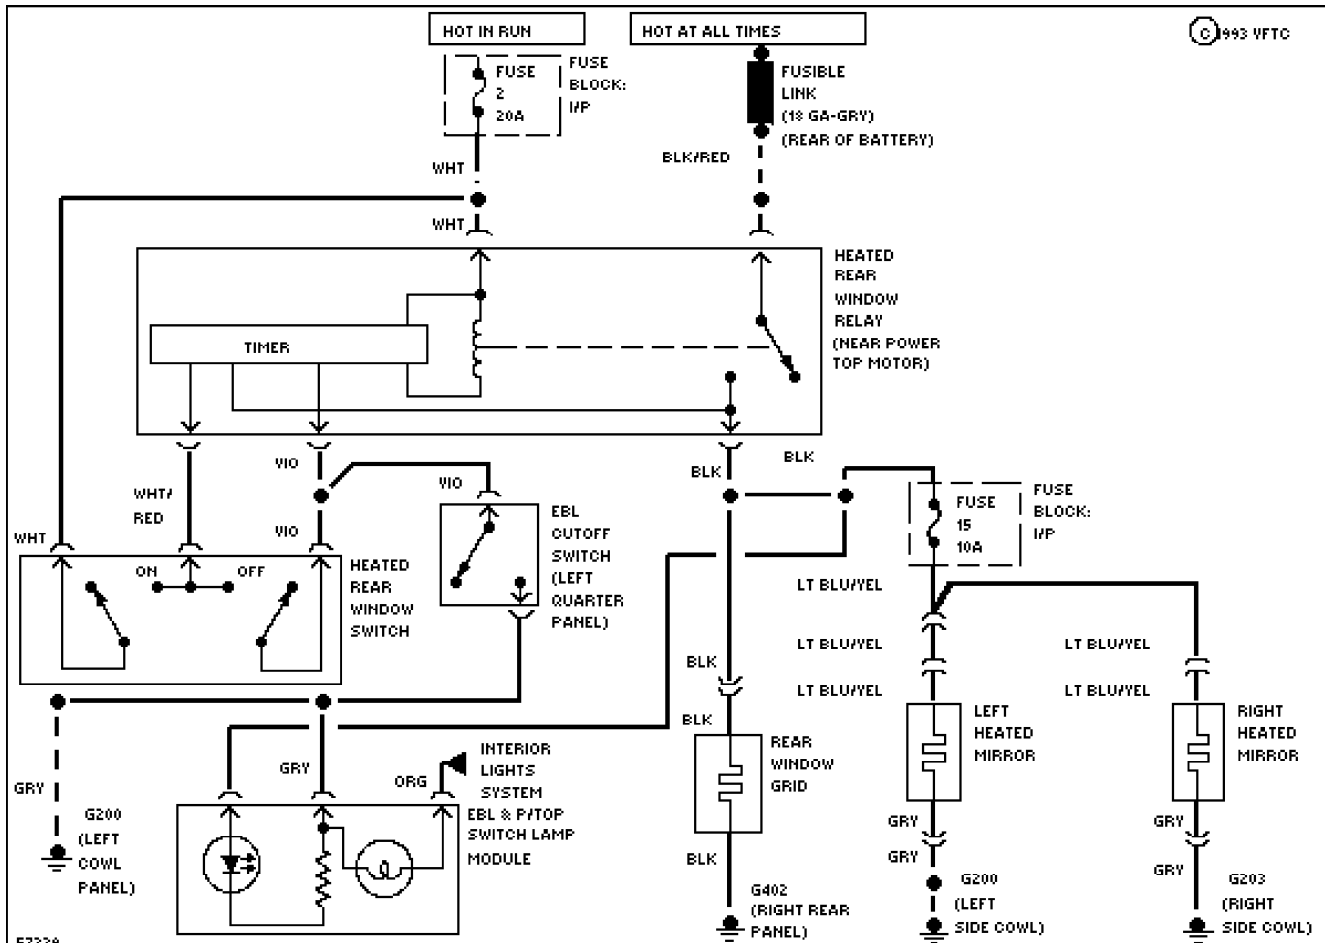 HOT IN RUN
HOT AT ALL TIMES
© 1993 VFTC
FUSE
2
20A
FUSE
BLOCK:
I/P
FUSIBLE
LINK
(18 GA-GRY)
(REAR OF BATTERY)
WHT
BLK/RED
WHT
HEATED
REAR
WINDOW
RELAY
(NEAR POWER
TOP MOTOR)
TIMER
WHT/
RED
VIO
VIO
VIO
WHT
BLK
BLK
FUSE
15
10A
FUSE
BLOCK:
I/P
ON
OFF
HEATED
REAR
WINDOW
SWITCH
EBL
CUTOFF
SWITCH
(LEFT
QUARTER
PANEL)
LT BLU/YEL
LT BLU/YEL
LT BLU/YEL
LT BLU/YEL
LT BLU/YEL
BLK
BLK
GRY
G200
(LEFT
COWL
PANEL)
GRY
ORG
INTERIOR
LIGHTS
SYSTEM
EBL & P/TOP
SWITCH LAMP
MODULE
REAR
WINDOW
GRID
LEFT
HEATED
MIRROR
RIGHT
HEATED
MIRROR
BLK
G402
(RIGHT REAR
PANEL)
GRY
GRY
G200
(LEFT
SIDE COWL)
GRY
GRY
G203
(RIGHT
SIDE COWL)